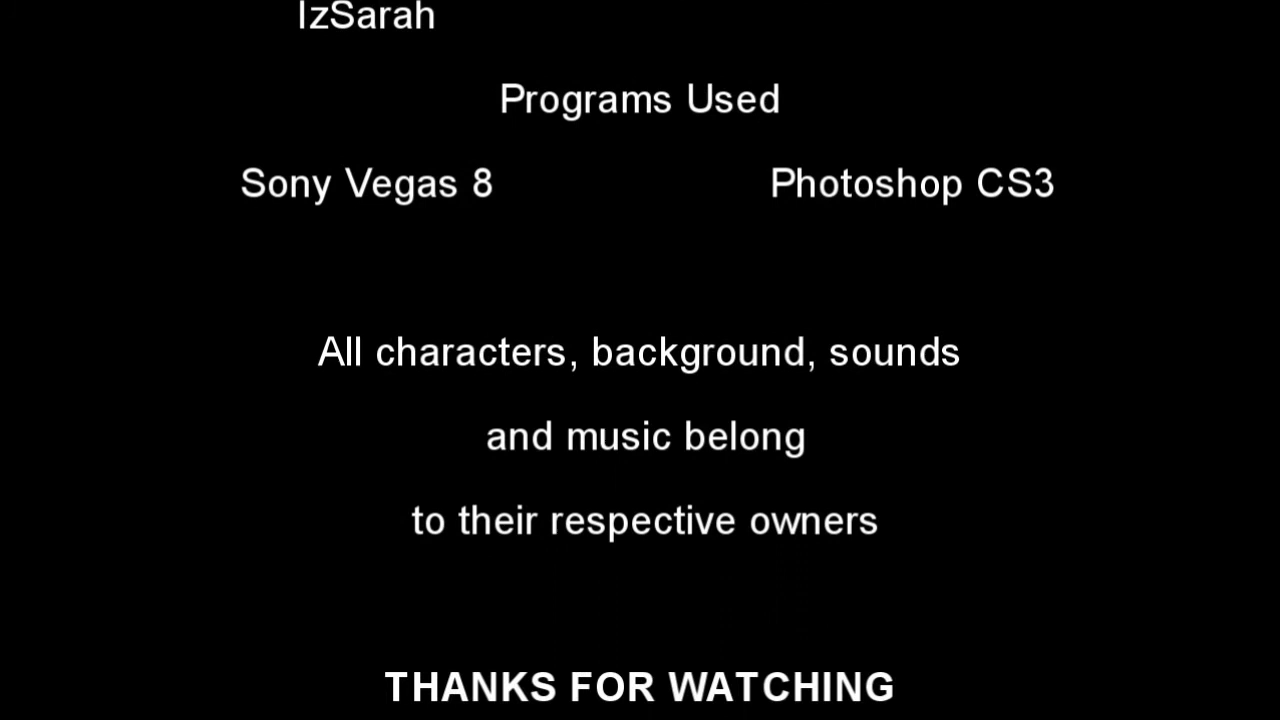 IzSarah
Programs Used
Sony Vegas 8 Photoshop CS3
All characters, background, sounds
and music belong
to their respective owners
THANKS FOR WATCHING